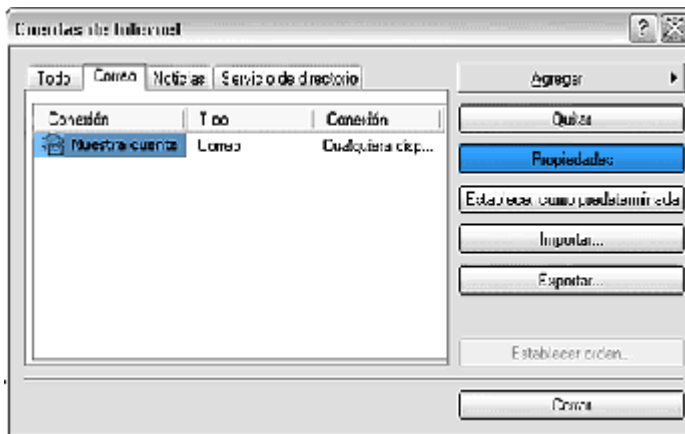 Cuentas de Internet
Todo Correo Noticias Servicio de directorio
Conexión Tipo Conexión
Nuestra cuenta Correo Cualquiera disp...
Agregar
Quitar
Propiedades
Establecer como predeterminada
Importar...
Exportar...
Establecer orden...
Cerrar